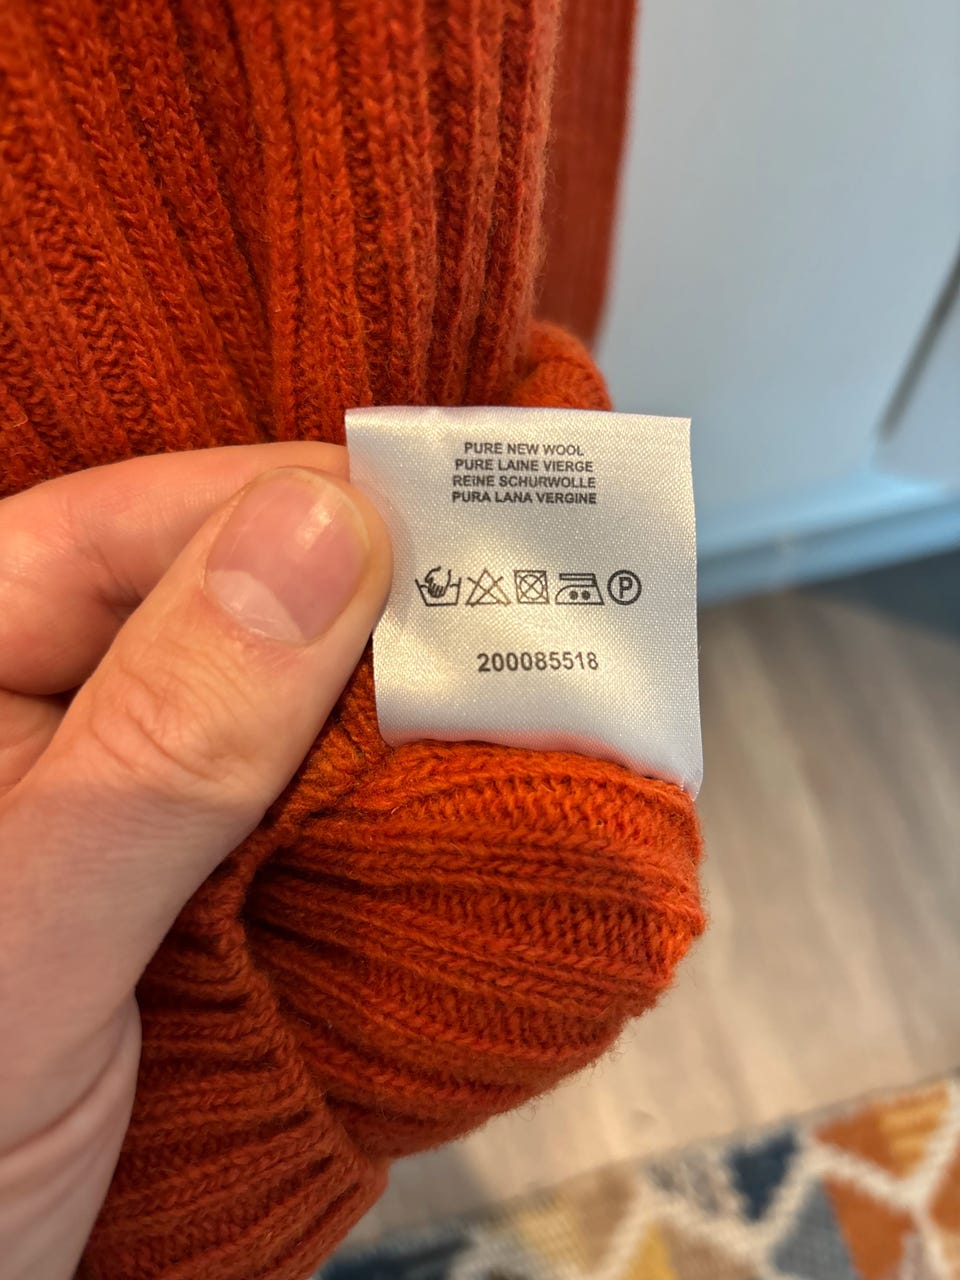 PURE NEW WOOL
PURE LAINE VIERGE
REINE SCHURWOLLE
PURA LANA VERGINE
P
200085518